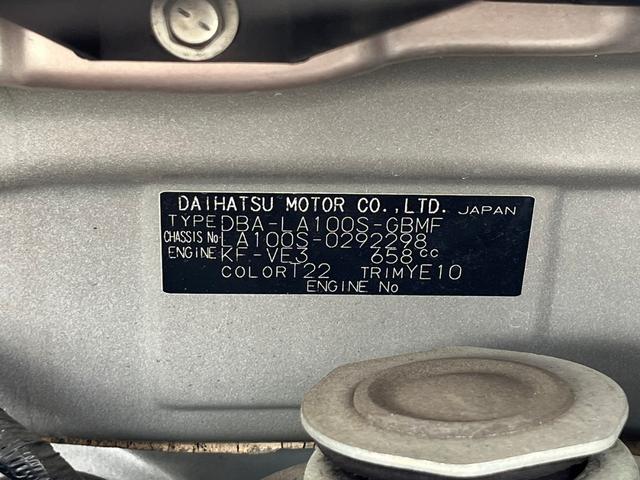 DAIHATSU MOTOR CO.,LTD. JAPAN
TYPE DBA-LA100S-GBMF
CHASSIS No. LA100S-0292298
ENGINE KF-VE3 658cc
COLOR T22 TRIM YE10
ENGINE No